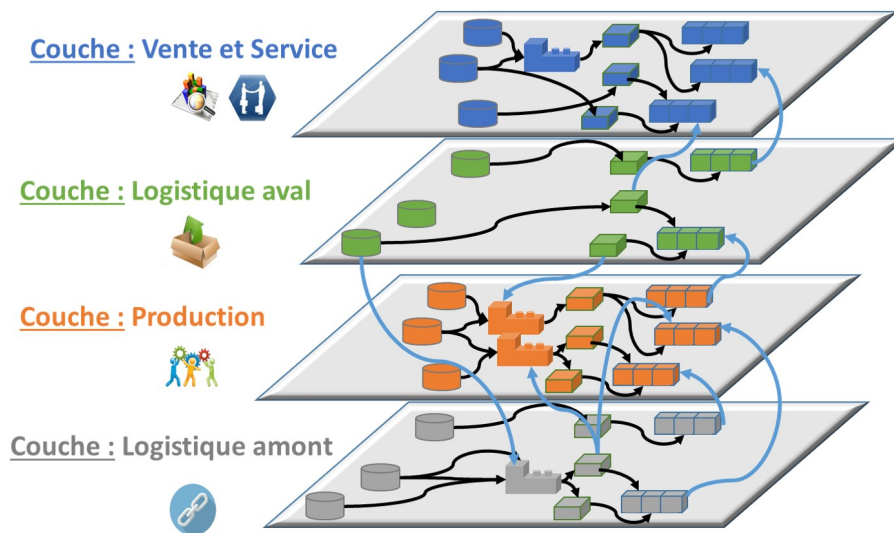 Couche : Vente et Service
Couche : Logistique aval
Couche : Production
Couche : Logistique amont